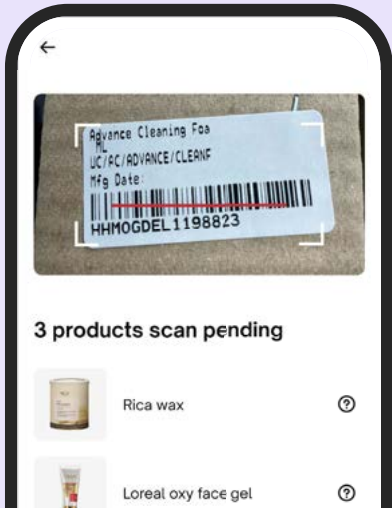 Advance Cleaning Foa
ML
UC/AC/ADVANCE/CLEANF
Mfg Date:
HHMOGDEL1198823
3 products scan pending
Rica wax
Loreal oxy face gel